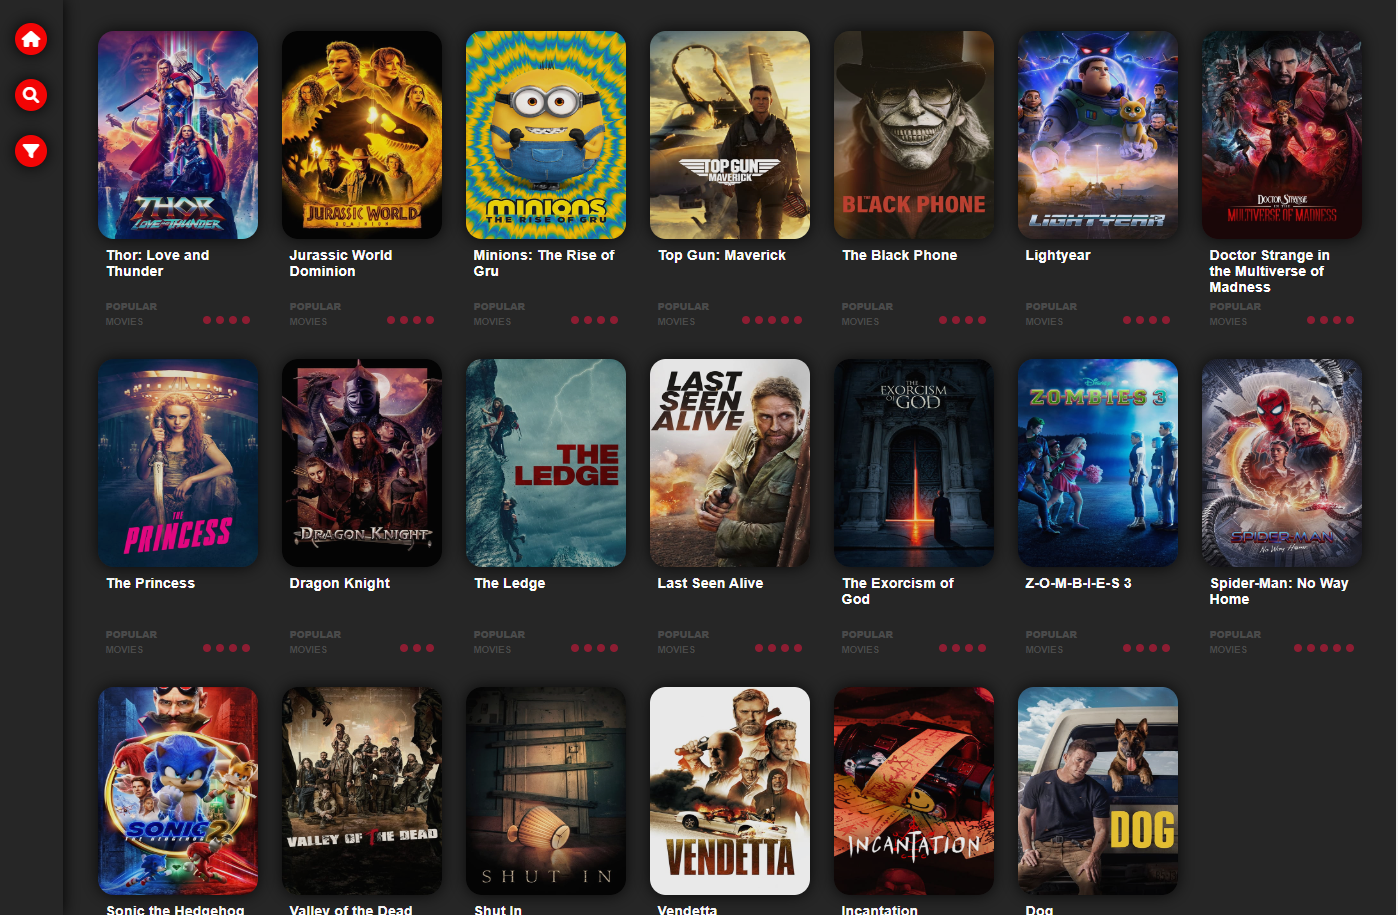 THOR
LOVE AND THUNDER
JURASSIC WORLD
DOMINION
minions
THE RISE OF GRU
TOP GUN
MAVERICK
BLACK PHONE
LIGHTYEAR
DOCTOR STRANGE
IN THE
MULTIVERSE OF MADNESS
Thor: Love and
Thunder
Jurassic World
Dominion
Minions: The Rise of
Gru
Top Gun: Maverick
The Black Phone
Lightyear
Doctor Strange in
the Multiverse of
Madness
POPULAR
MOVIES
POPULAR
MOVIES
POPULAR
MOVIES
POPULAR
MOVIES
POPULAR
MOVIES
POPULAR
MOVIES
POPULAR
MOVIES
THE
PRINCESS
DRAGON KNIGHT
THE
LEDGE
LAST
SEEN
ALIVE
THE
EXORCISM
OF GOD
Disney
ZOMBIES 3
SPIDER-MAN
No Way Home
The Princess
Dragon Knight
The Ledge
Last Seen Alive
The Exorcism of
God
Z-O-M-B-I-E-S 3
Spider-Man: No Way
Home
POPULAR
MOVIES
POPULAR
MOVIES
POPULAR
MOVIES
POPULAR
MOVIES
POPULAR
MOVIES
POPULAR
MOVIES
POPULAR
MOVIES
SONIC 2
THE HEDGEHOG
VALLEY OF THE DEAD
SHUT IN
VENDETTA
INCANTATION
DOG
Sonic the Hedgehog
Valley of the Dead
Shut In
Vendetta
Incantation
Dog